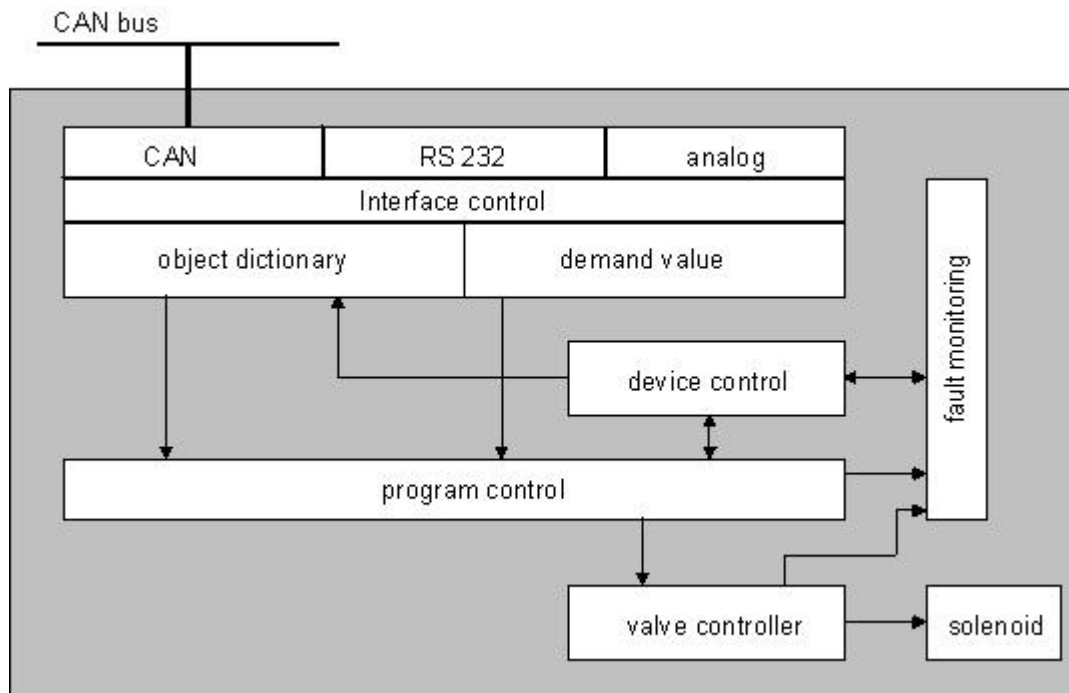 CAN bus
CAN
RS 232
analog
Interface control
object dictionary
demand value
fault monitoring
device control
program control
valve controller
solenoid